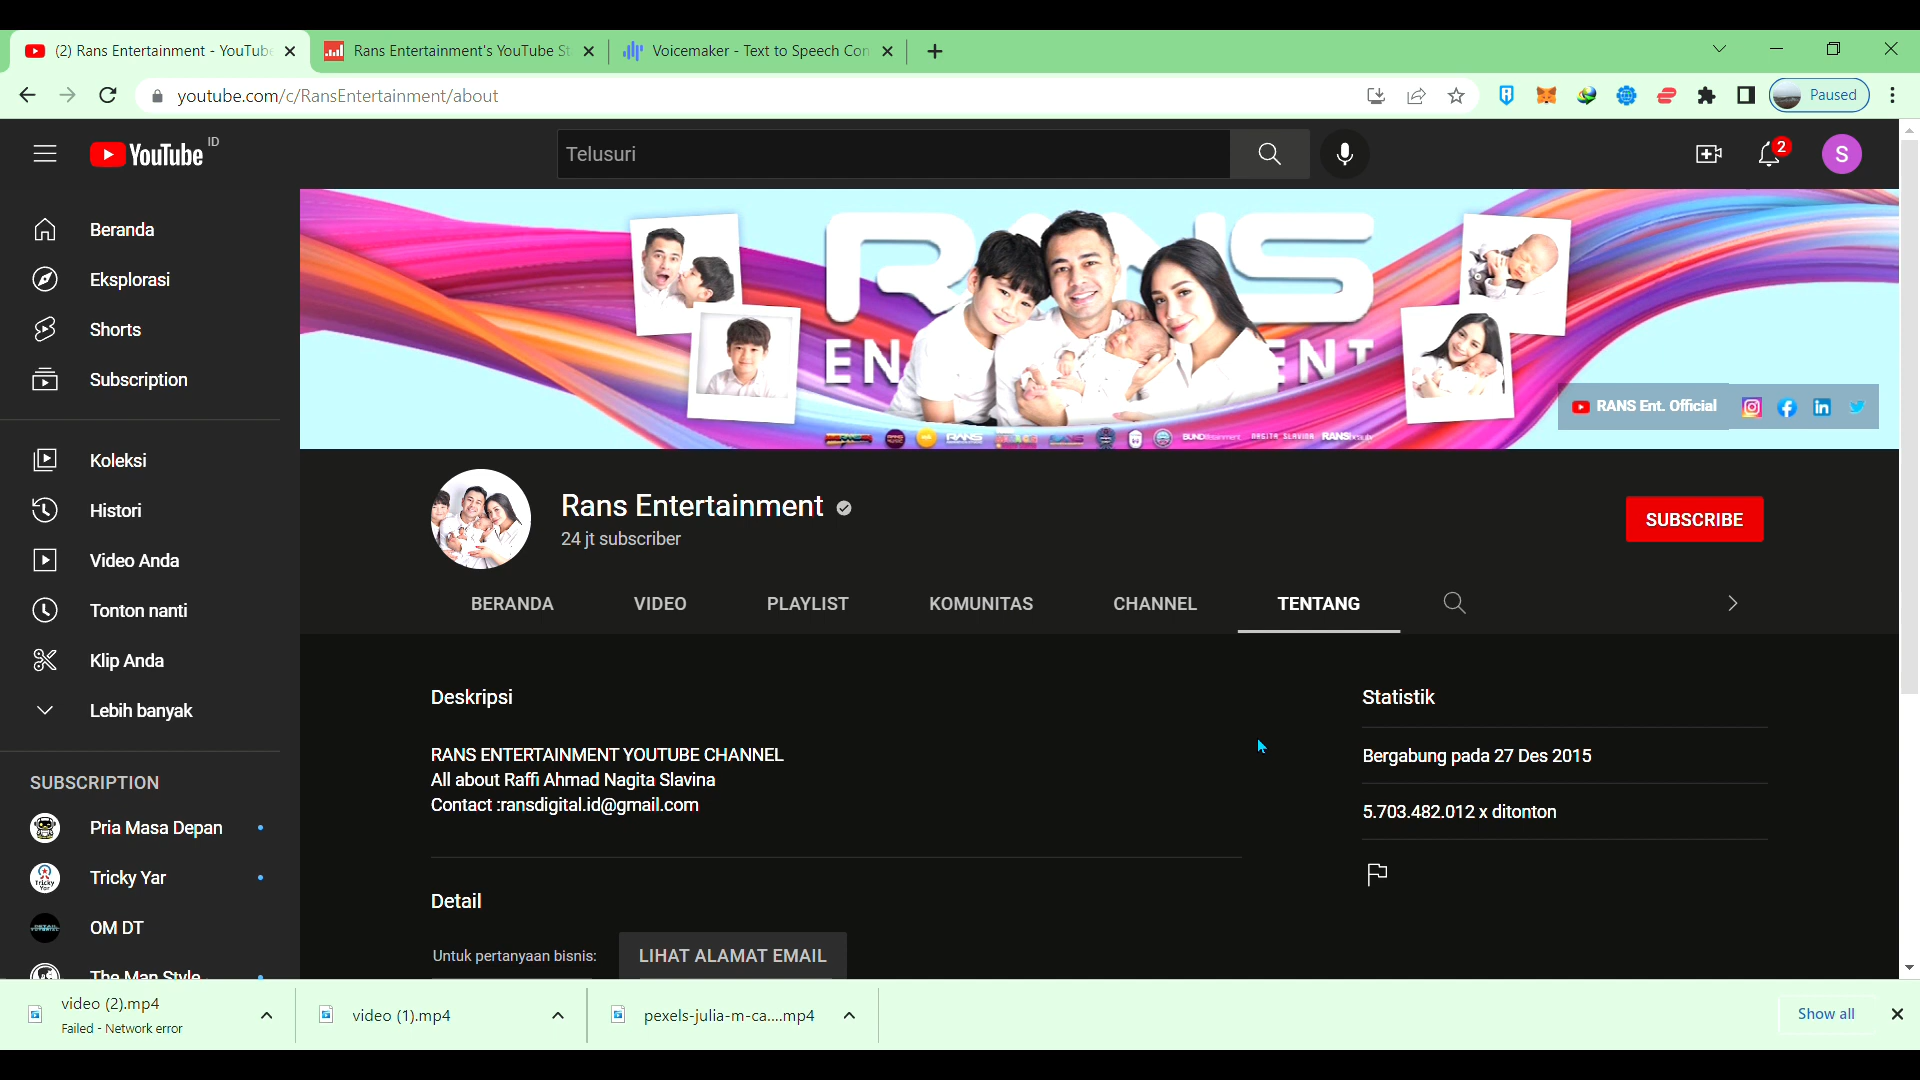 (2) Rans Entertainment - YouTube
Rans Entertainment's YouTube St
Voicemaker - Text to Speech Con
youtube.com/c/RansEntertainment/about
Paused
YouTube ID
Telusuri
2
S
Beranda
Eksplorasi
Shorts
Subscription
Koleksi
Histori
Video Anda
Tonton nanti
Klip Anda
Lebih banyak
SUBSCRIPTION
Pria Masa Depan
Tricky Yar
OM DT
The Man Style
RANS
EN ENT
RANS Ent. Official
Rans Entertainment
24 jt subscriber
SUBSCRIBE
BERANDA VIDEO PLAYLIST KOMUNITAS CHANNEL TENTANG
Deskripsi
RANS ENTERTAINMENT YOUTUBE CHANNEL
All about Raffi Ahmad Nagita Slavina
Contact :ransdigital.id@gmail.com
Detail
Untuk pertanyaan bisnis: LIHAT ALAMAT EMAIL
Statistik
Bergabung pada 27 Des 2015
5.703.482.012 x ditonton
video (2).mp4
Failed - Network error
video (1).mp4
pexels-julia-m-ca....mp4
Show all